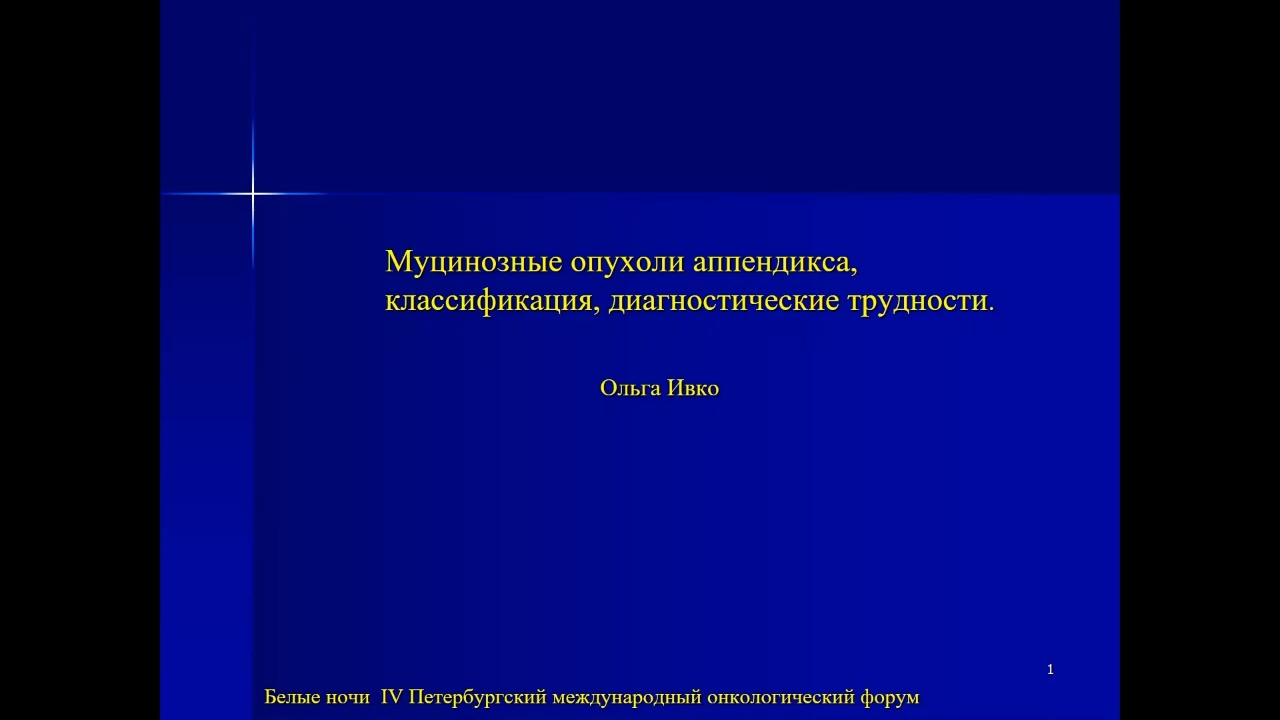 Муцинозные опухоли аппендикса,
классификация, диагностические трудности.
Ольга Ивко
1
Белые ночи  IV Петербургский международный онкологический форум